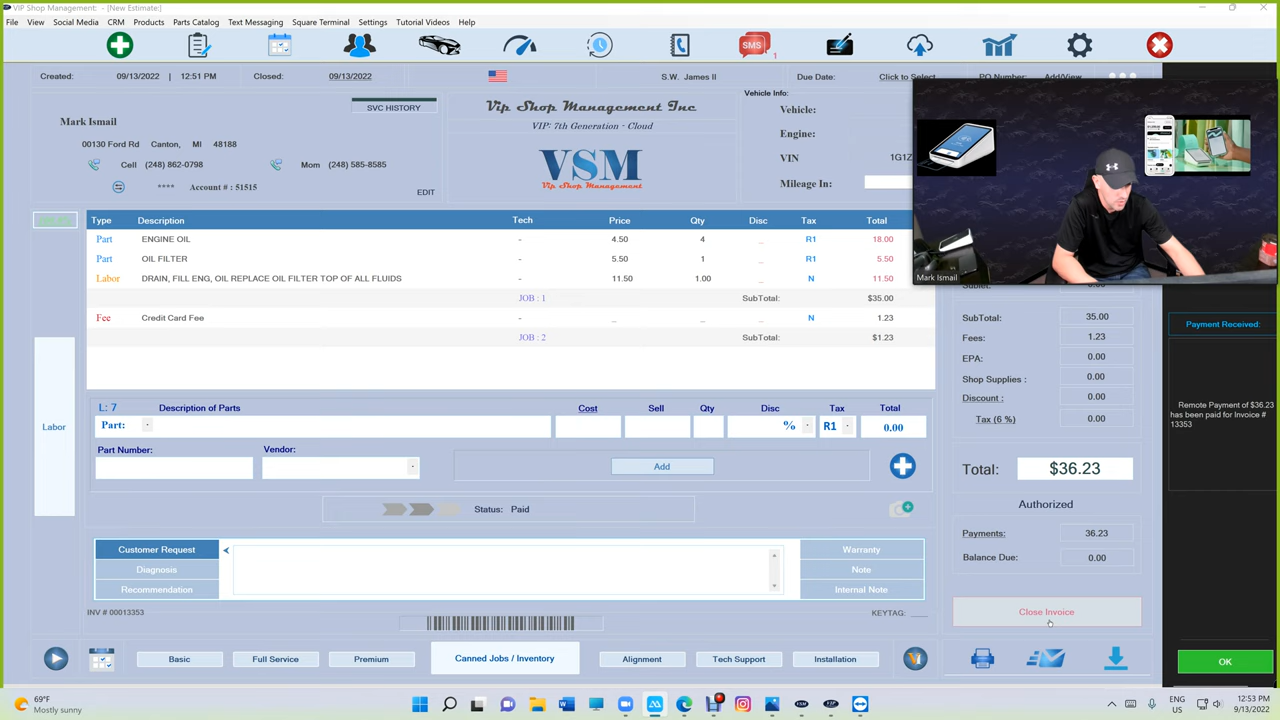 VIP Shop Management: - [New Estimate:]
File View Social Media CRM Products Parts Catalog Text Messaging Square Terminal Settings Tutorial Videos Help
SMS 1
Created: 09/13/2022 | 12:51 PM Closed: 09/13/2022 S.W. James II Due Date: Click to Select PO Number: Add/View
SVC HISTORY
Mark Ismail
00130 Ford Rd Canton, MI 48188
Cell (248) 862-0798 Mom (248) 585-8585
**** Account # : 51515
EDIT
Vip Shop Management Inc
VIP: 7th Generation - Cloud
VSM
Vip Shop Management
Vehicle Info:
Vehicle:
Engine:
VIN 1G1Z
Mileage In:
Mark Ismail
Type Description Tech Price Qty Disc Tax Total
Part ENGINE OIL - 4.50 4 _ R1 18.00
Part OIL FILTER - 5.50 1 _ R1 5.50
Labor DRAIN, FILL ENG, OIL REPLACE OIL FILTER TOP OF ALL FLUIDS - 11.50 1.00 _ N 11.50
JOB : 1 SubTotal: $35.00
Fee Credit Card Fee - _ _ _ N 1.23
JOB : 2 SubTotal: $1.23
Labor
L: 7 Description of Parts Cost Sell Qty Disc Tax Total
Part: % R1 0.00
Part Number: Vendor:
Add
Status: Paid
Customer Request
Diagnosis
Recommendation
Warranty
Note
Internal Note
INV # 00013353
KEYTAG: ____
Basic Full Service Premium Canned Jobs / Inventory Alignment Tech Support Installation
Sublet: 0.00
SubTotal: 35.00
Fees: 1.23
EPA: 0.00
Shop Supplies : 0.00
Discount : 0.00
Tax (6 %) 0.00
Total: $36.23
Authorized
Payments: 36.23
Balance Due: 0.00
Close Invoice
Payment Received:
Remote Payment of $36.23
has been paid for Invoice #
13353
OK
69°F
Mostly sunny
ENG
US
12:53 PM
9/13/2022